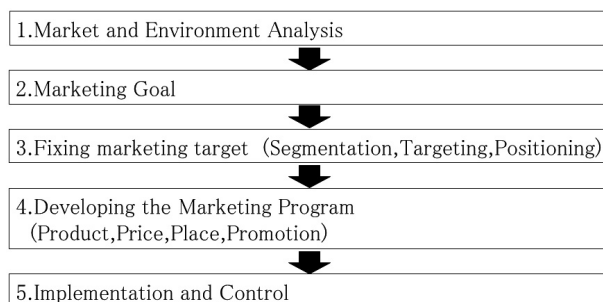 1.Market and Environment Analysis
2.Marketing Goal
3.Fixing marketing target (Segmentation,Targeting,Positioning)
4.Developing the Marketing Program
(Product,Price,Place,Promotion)
5.Implementation and Control